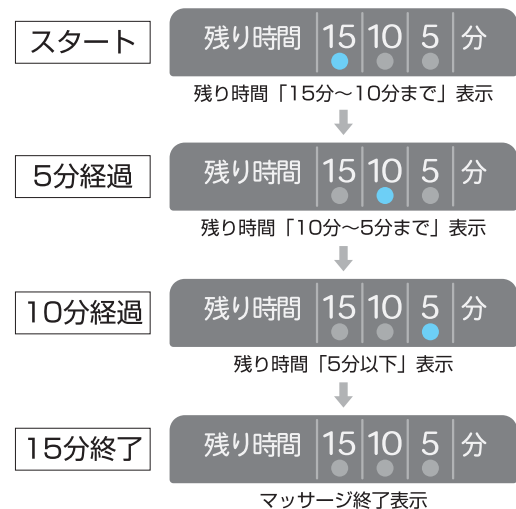 スタート
残り時間 15 10 5 分
残り時間「15分〜10分まで」表示
5分経過
残り時間 15 10 5 分
残り時間「10分〜5分まで」表示
10分経過
残り時間 15 10 5 分
残り時間「5分以下」表示
15分終了
残り時間 15 10 5 分
マッサージ終了表示